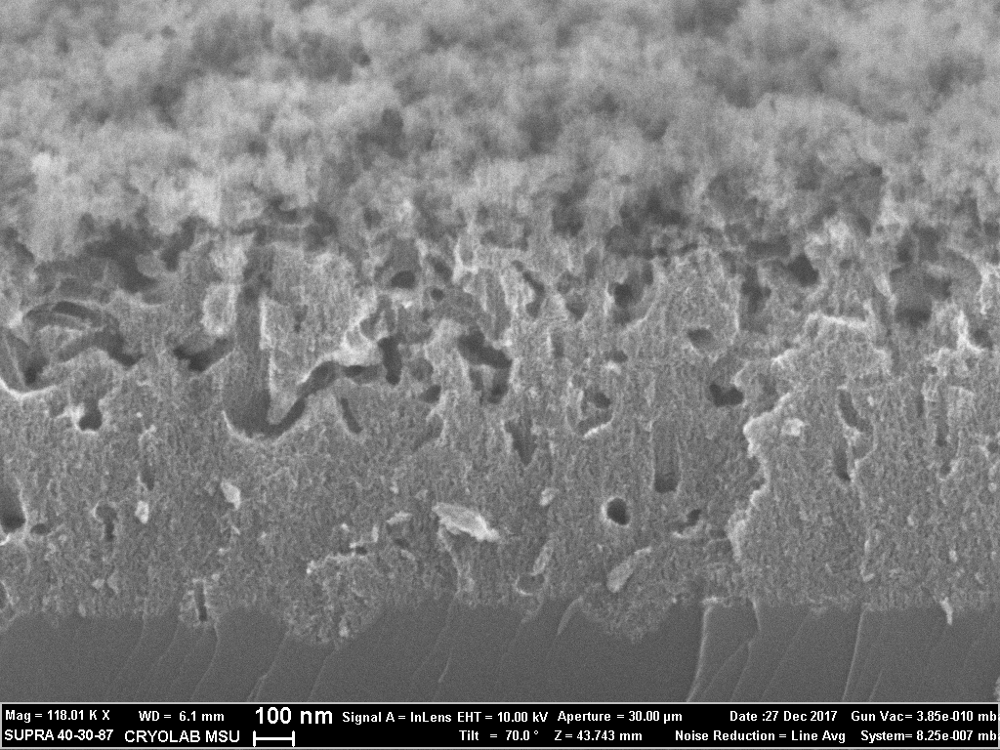 Mag = 118.01 K X WD = 6.1 mm 100 nm Signal A = InLens EHT = 10.00 kV Aperture = 30.00 µm Date :27 Dec 2017 Gun Vac= 3.85e-010 mb
SUPRA 40-30-87 CRYOLAB MSU Tilt = 70.0 ° Z = 43.743 mm Noise Reduction = Line Avg System= 8.25e-007 mb